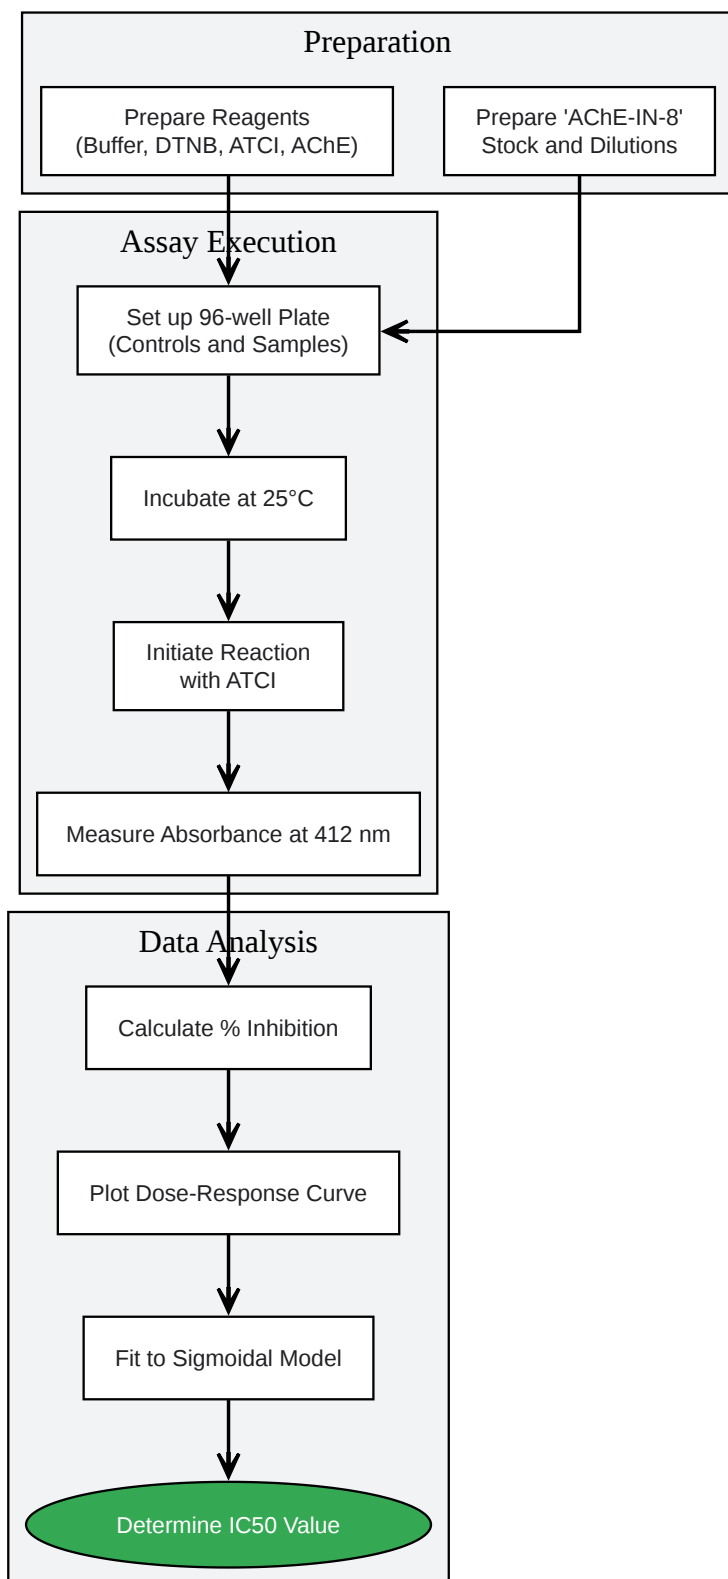 Preparation
Prepare Reagents
(Buffer, DTNB, ATCI, AChE)
Prepare 'AChE-IN-8'
Stock and Dilutions
Assay Execution
Set up 96-well Plate
(Controls and Samples)
Incubate at 25°C
Initiate Reaction
with ATCI
Measure Absorbance at 412 nm
Data Analysis
Calculate % Inhibition
Plot Dose-Response Curve
Fit to Sigmoidal Model
Determine IC50 Value